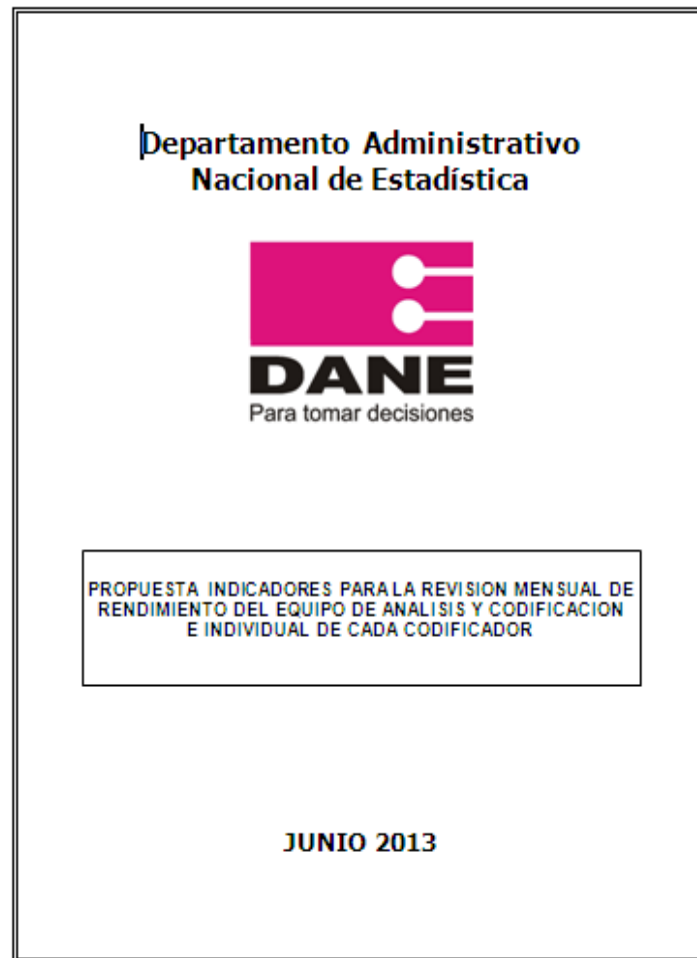 Departamento Administrativo
Nacional de Estadística
DANE
Para tomar decisiones
PROPUESTA INDICADORES PARA LA REVISION MENSUAL DE
RENDIMIENTO DEL EQUIPO DE ANALISIS Y CODIFICACION
E INDIVIDUAL DE CADA CODIFICADOR
JUNIO 2013